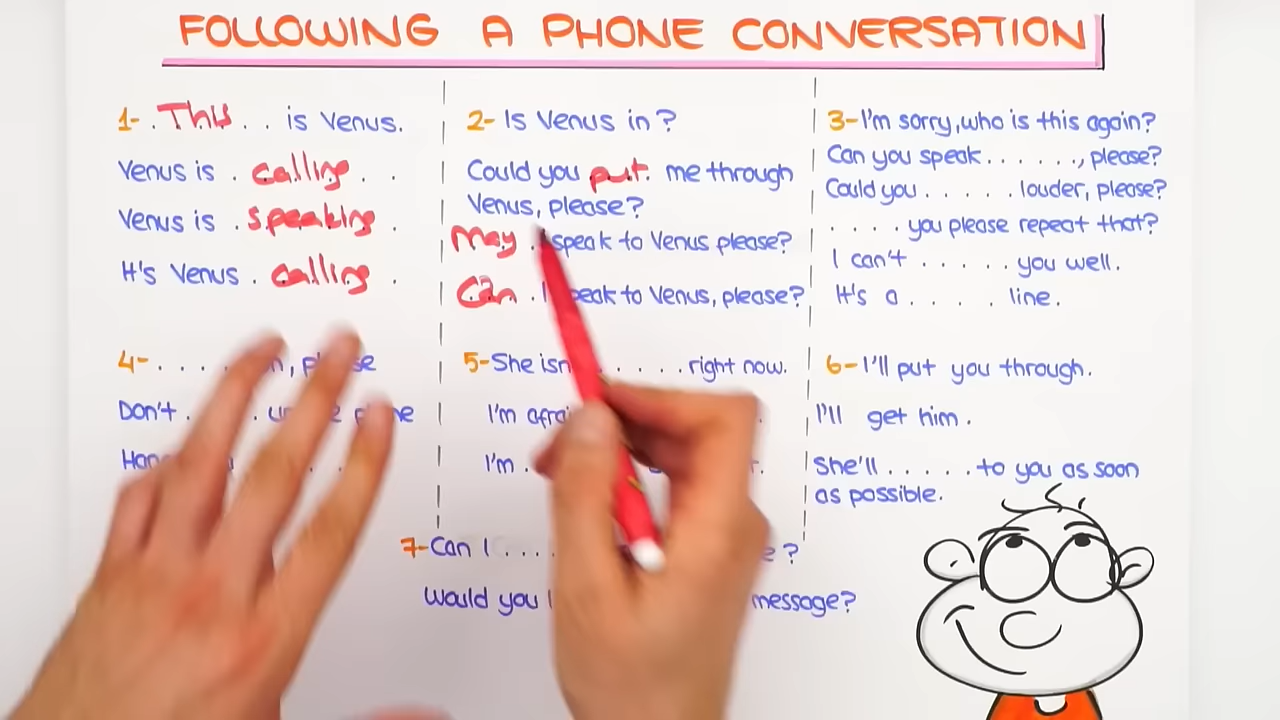 FOLLOWING A PHONE CONVERSATION
1- . This . . is Venus.
Venus is . calling . .
Venus is . speaking .
It's Venus . calling .
2- Is Venus in?
Could you put. me through
Venus, please?
May . speak to Venus please?
Can . I speak to Venus, please?
3- I'm sorry, who is this again?
Can you speak . . . . . ., please?
Could you . . . . . louder, please?
. . . . you please repeat that?
I can't . . . . . you well.
It's a . . . . line.
4- . . . .
Don't .
5- She isn . . . . . right now.
I'm
I'm .
6- I'll put you through.
I'll get him.
She'll . . . . . to you as soon
as possible.
7- Can I . . . . ?
Would you message?